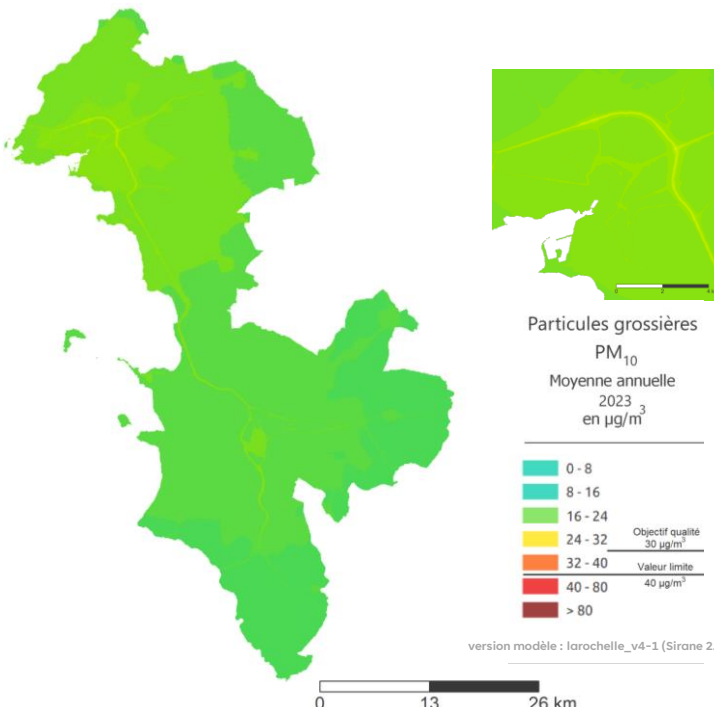 Particules grossières
PM10
Moyenne annuelle
2023
en µg/m3
0 - 8
8 - 16
16 - 24
24 - 32
Objectif qualité
30 µg/m3
32 - 40
Valeur limite
40 µg/m3
40 - 80
> 80
version modèle : larochelle_v4-1 (Sirane 2.
0 13 26 km